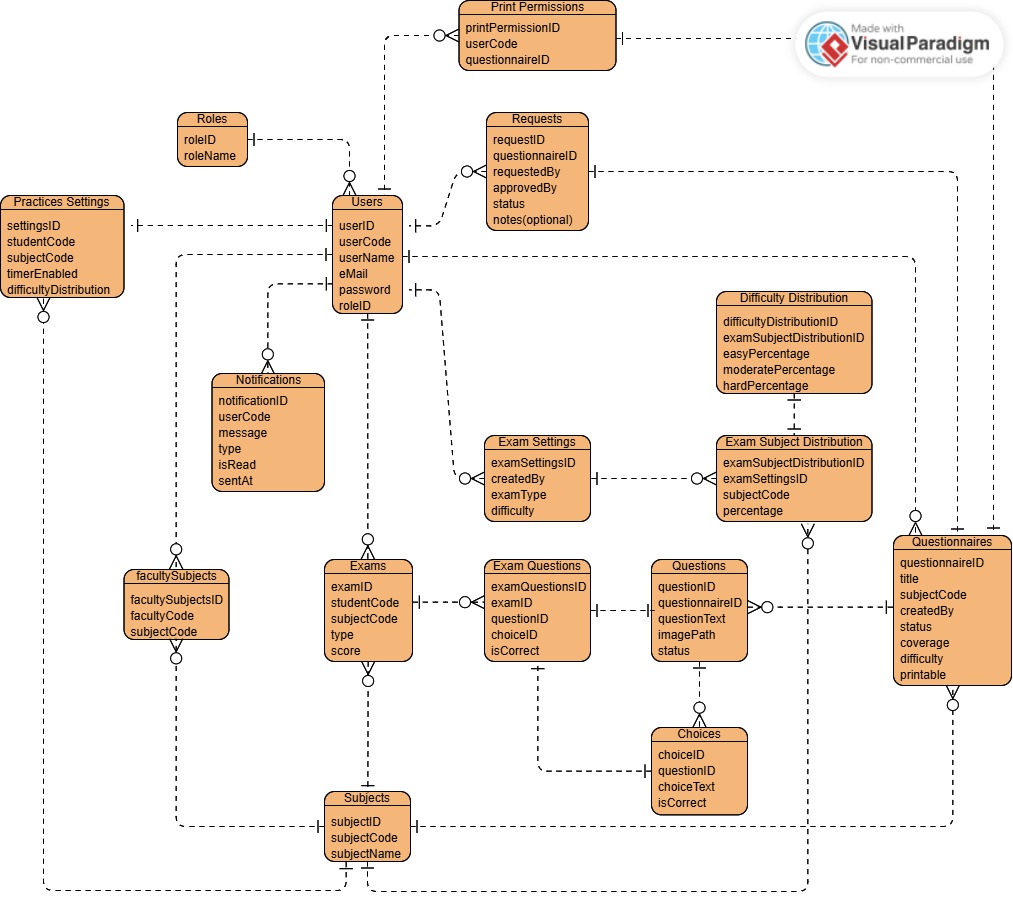 Print Permissions
printPermissionID
userCode
questionnaireID
Made with
Visual Paradigm
For non-commercial use
Roles
roleID
roleName
Requests
requestID
questionnaireID
requestedBy
approvedBy
status
notes(optional)
Practices Settings
settingsID
studentCode
subjectCode
timerEnabled
difficultyDistribution
Users
userID
userCode
userName
eMail
password
roleID
Difficulty Distribution
difficultyDistributionID
examSubjectDistributionID
easyPercentage
moderatePercentage
hardPercentage
Notifications
notificationID
userCode
message
type
isRead
sentAt
Exam Settings
examSettingsID
createdBy
examType
difficulty
Exam Subject Distribution
examSubjectDistributionID
examSettingsID
subjectCode
percentage
Questionnaires
questionnaireID
title
subjectCode
createdBy
status
coverage
difficulty
printable
facultySubjects
facultySubjectsID
facultyCode
subjectCode
Exams
examID
studentCode
subjectCode
type
score
Exam Questions
examQuestionsID
examID
questionID
choiceID
isCorrect
Questions
questionID
questionnaireID
questionText
imagePath
status
Choices
choiceID
questionID
choiceText
isCorrect
Subjects
subjectID
subjectCode
subjectName